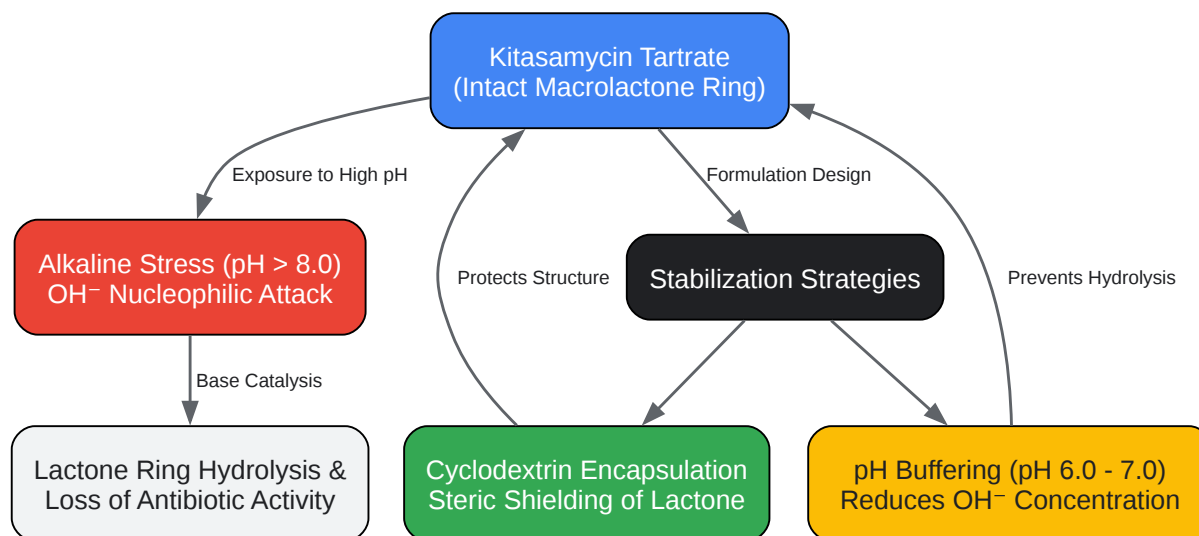 Kitasamycin Tartrate
(Intact Macrolactone Ring)
Exposure to High pH
Formulation Design
Alkaline Stress (pH > 8.0)
OH⁻ Nucleophilic Attack
Protects Structure
Stabilization Strategies
Prevents Hydrolysis
Base Catalysis
Lactone Ring Hydrolysis &
Loss of Antibiotic Activity
Cyclodextrin Encapsulation
Steric Shielding of Lactone
pH Buffering (pH 6.0 - 7.0)
Reduces OH⁻ Concentration